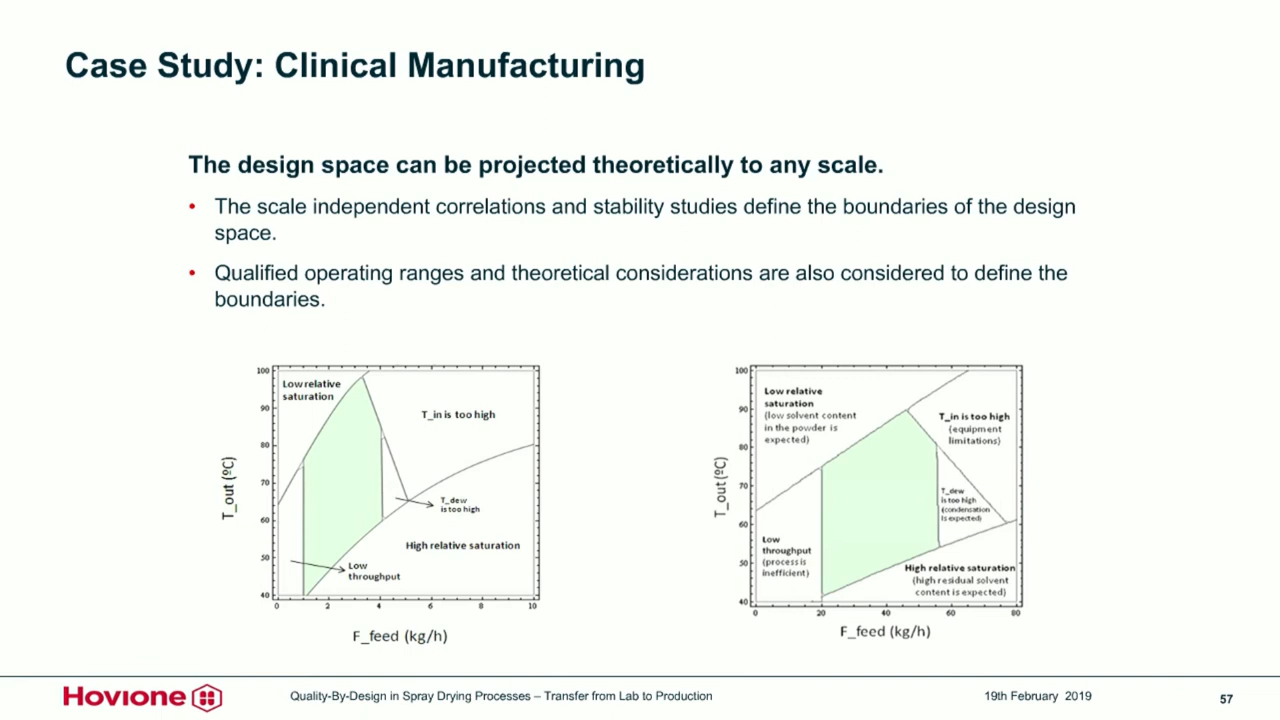 Case Study: Clinical Manufacturing
The design space can be projected theoretically to any scale.
• The scale independent correlations and stability studies define the boundaries of the design
space.
• Qualified operating ranges and theoretical considerations are also considered to define the
boundaries.
T_out (ºC)
100
90
80
70
60
50
40
Low relative
saturation
T_in is too high
T_dew
is too high
High relative saturation
Low
throughput
0 2 4 6 8 10
F_feed (kg/h)
T_out (ºC)
100
90
80
70
60
50
40
Low relative
saturation
(low solvent content
in the powder is
expected)
T_in is too high
(equipment
limitations)
T_dew
is too high
(condensation
is expected)
Low
throughput
(process is
inefficient)
High relative saturation
(high residual solvent
content is expected)
0 20 40 60 80
F_feed (kg/h)
Hovione
Quality-By-Design in Spray Drying Processes – Transfer from Lab to Production
19th February 2019
57